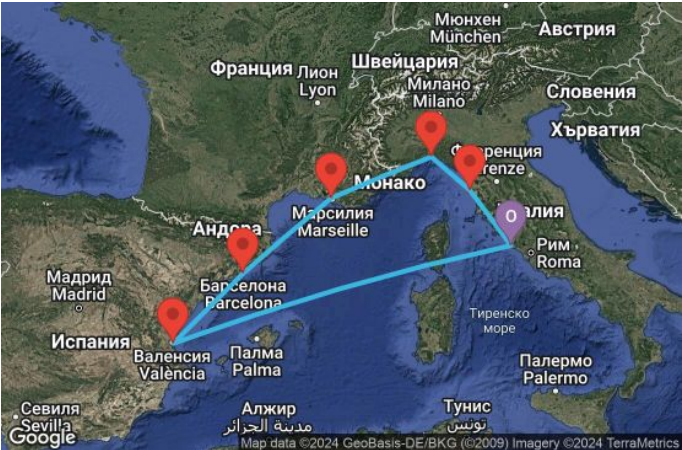 Мюнхен
München
Австрия
Франция
Лион
Lyon
Швейцария
Милано
Milano
Словения
Хърватия
Флоренция
Firenze
Монако
Италия
Марсилия
Marseille
O
Андора
Рим
Roma
Мадрид
Madrid
Барселона
Barcelona
Тиренско
море
Испания
Валенсия
València
Палма
Palma
Палермо
Palermo
Севиля
Sevilla
Алжир
مدينة الجزائر
Тунис
تونس
Google
Map data ©2024 GeoBasis-DE/BKG (©2009) Imagery ©2024 TerraMetrics